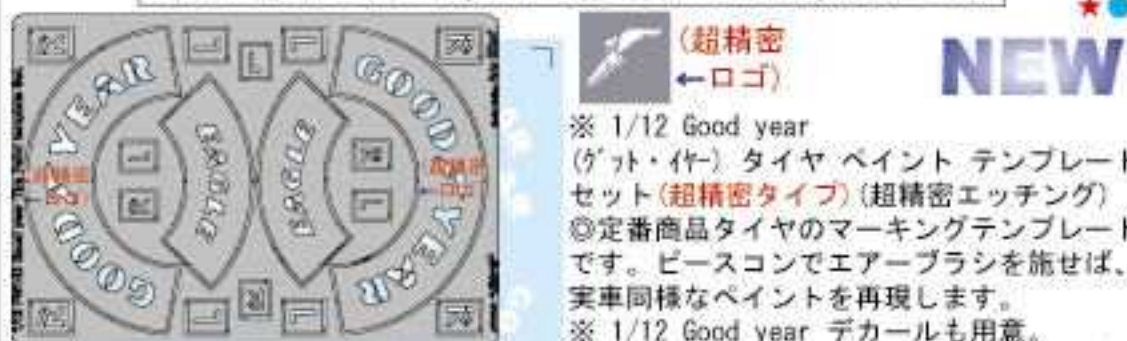 GOOD YEAR
GOOD YEAR
EAGLE
EAGLE
L
L
L
L
R
L
R
R
L
L
L
R
R
(超精密
←ロゴ)
NEW
※ 1/12 Good year
(グット・イヤー) タイヤ ペイント テンプレート
セット(超精密タイプ)(超精密エッチング)
◎定番商品タイヤのマーキングテンプレート
です。ピースコンでエアーブラシを施せば、
実車同様なペイントを再現します。
※ 1/12 Good year デカールも用意。